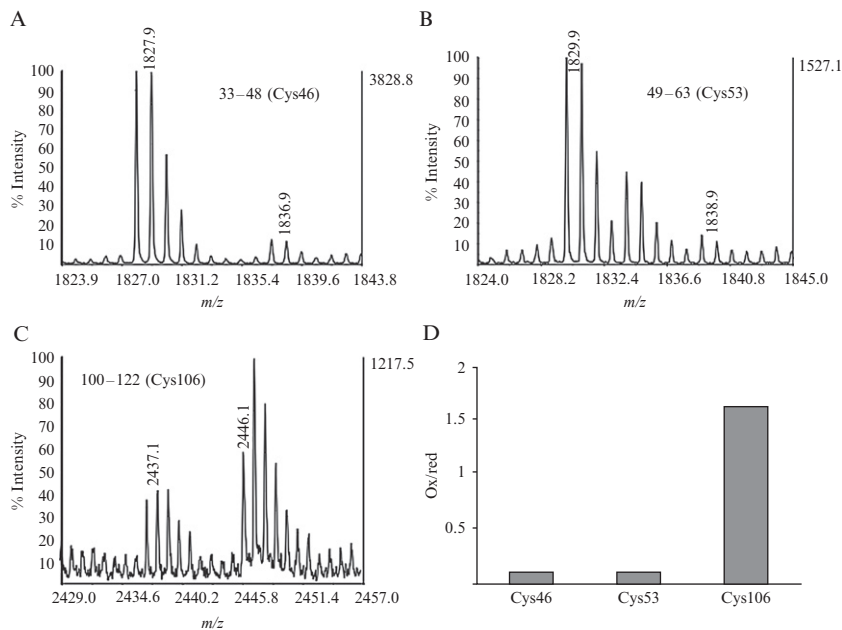 A
1827.9
100
90
80
70
60
50
40
30
20
10
% Intensity
33–48 (Cys46)
3828.8
1836.9
1823.9 1827.0 1831.2 1835.4 1839.6 1843.8
m/z
B
1829.9
100
90
80
70
60
50
40
30
20
10
% Intensity
49–63 (Cys53)
1527.1
1838.9
1824.0 1828.2 1832.4 1836.6 1840.8 1845.0
m/z
C
100
90
80
70
60
50
40
30
20
10
% Intensity
100–122 (Cys106)
1217.5
2437.1
2446.1
2429.0 2434.6 2440.2 2445.8 2451.4 2457.0
m/z
D
2
1.5
1
0.5
Ox/red
Cys46 Cys53 Cys106